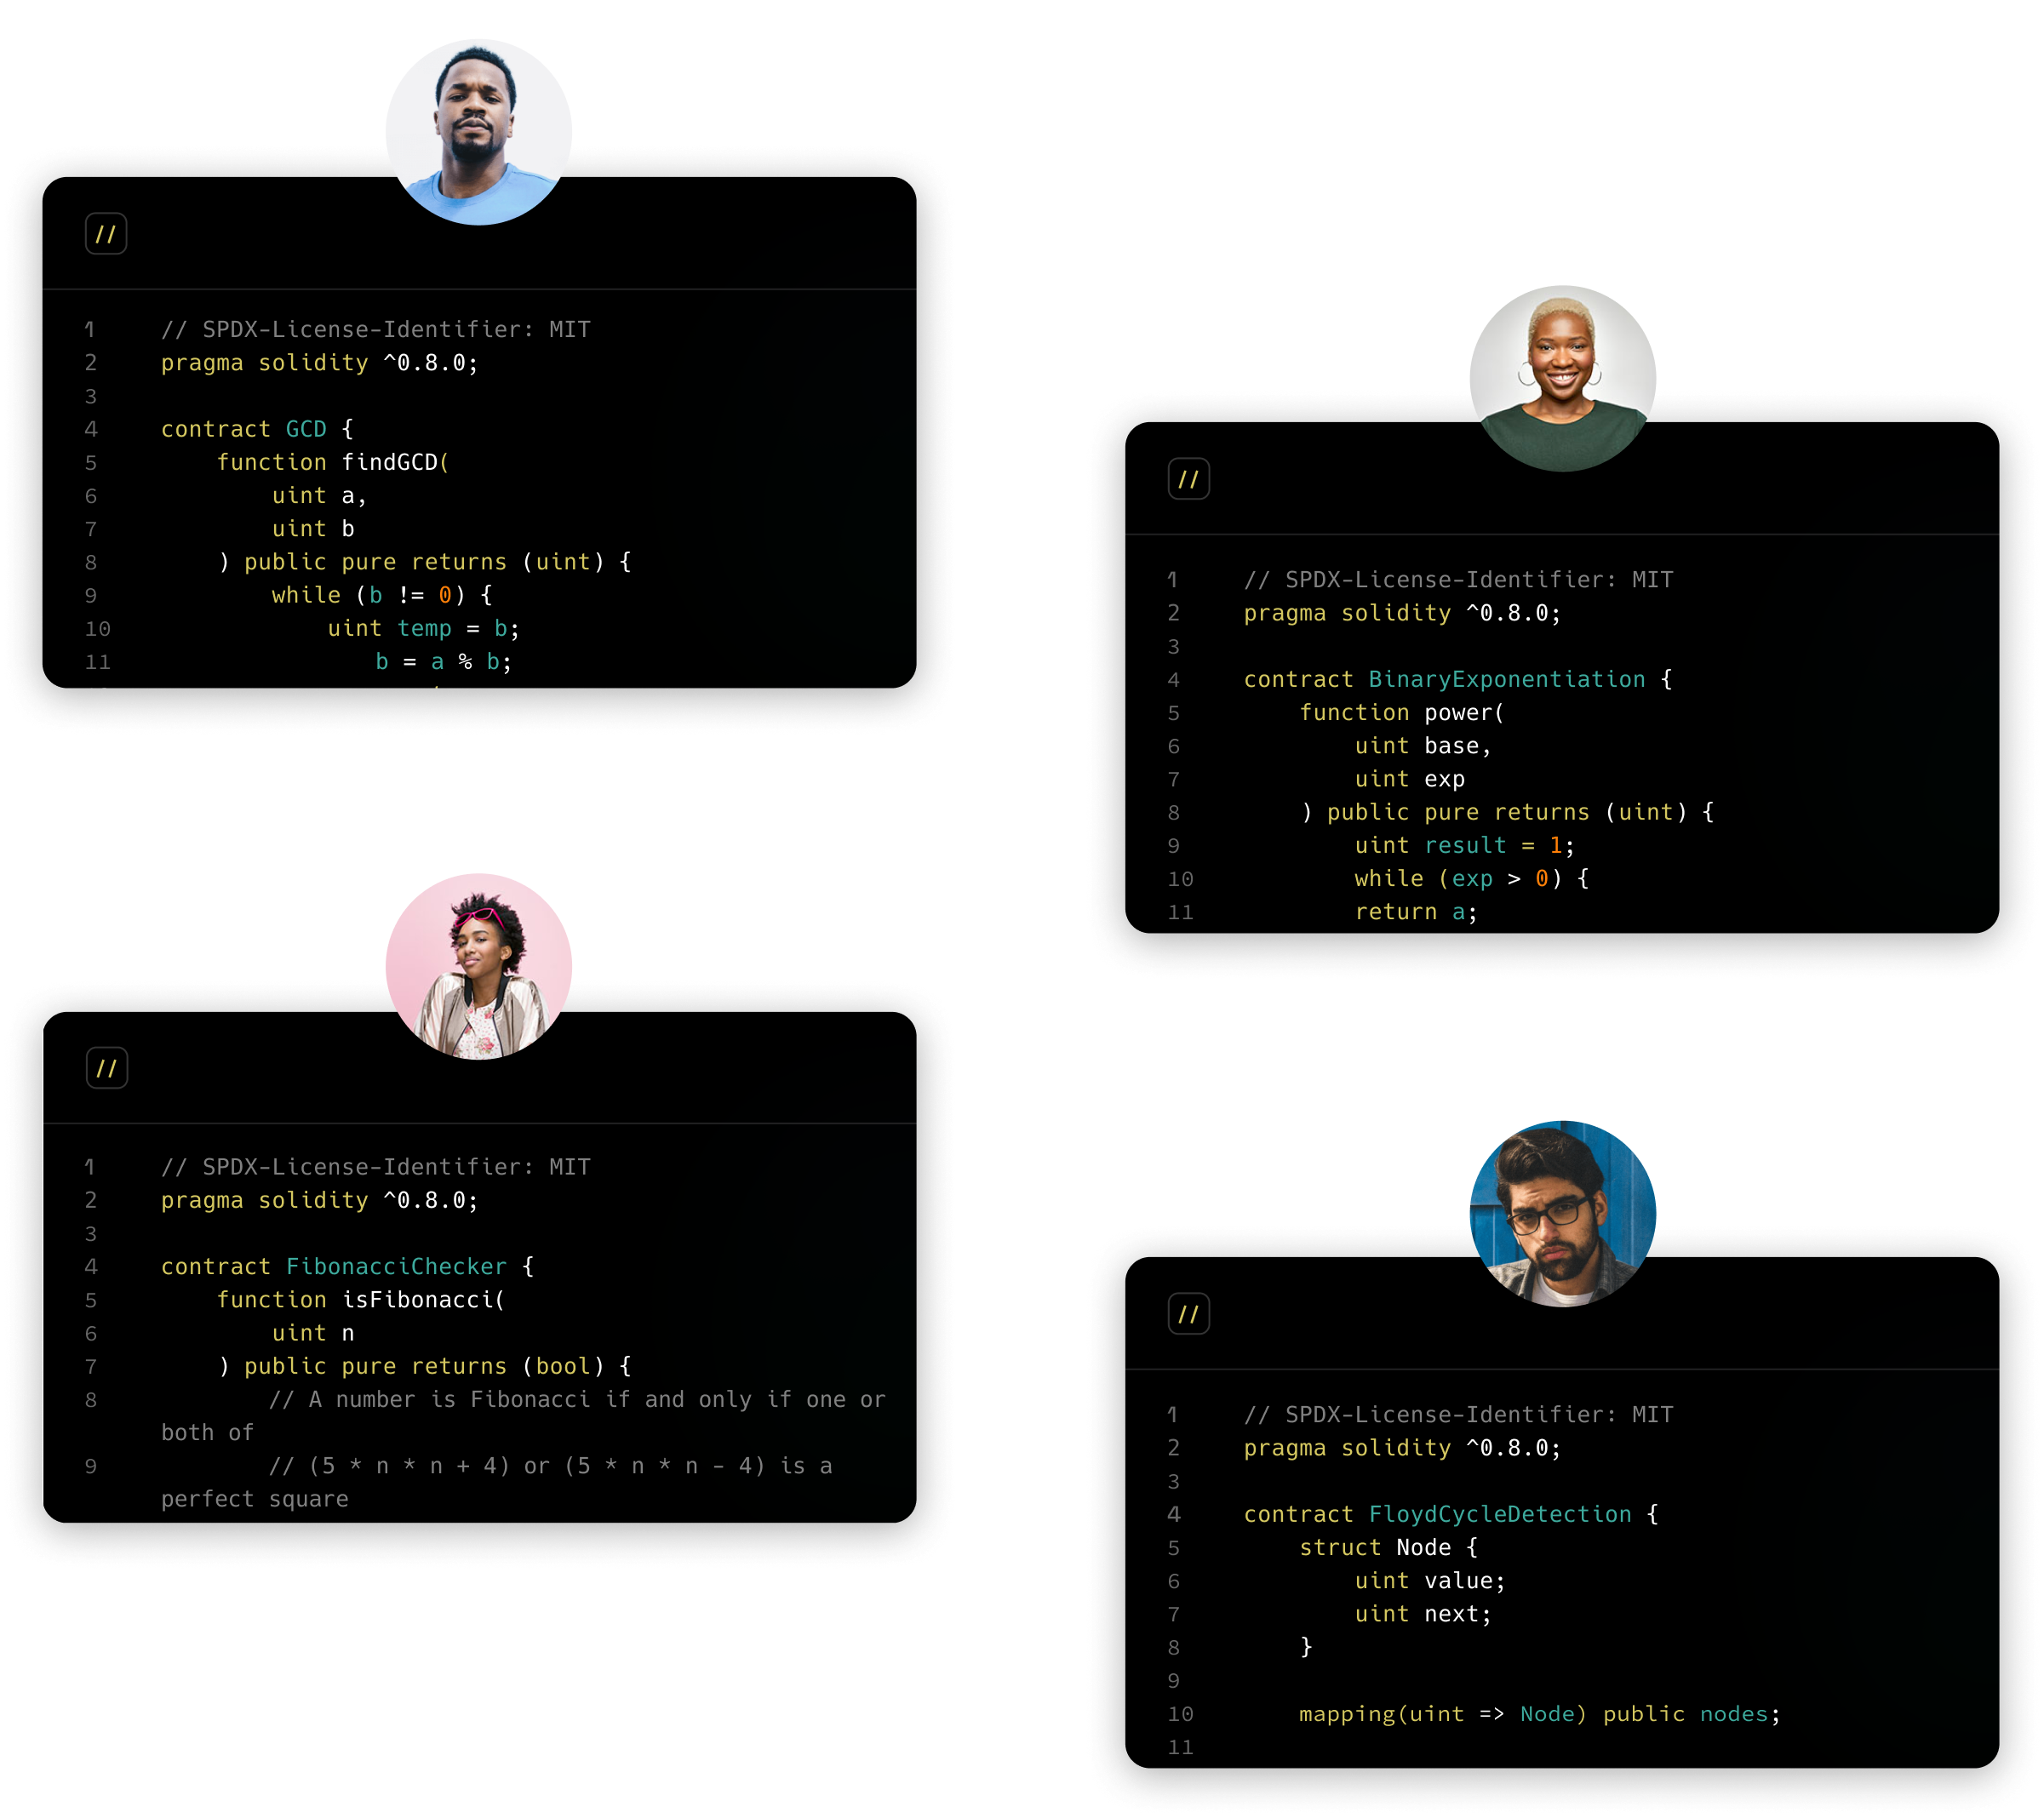 //
1 // SPDX-License-Identifier: MIT
2 pragma solidity ^0.8.0;
3
4 contract GCD {
5 function findGCD(
6 uint a,
7 uint b
8 ) public pure returns (uint) {
9 while (b != 0) {
10 uint temp = b;
11 b = a % b;
//
1 // SPDX-License-Identifier: MIT
2 pragma solidity ^0.8.0;
3
4 contract BinaryExponentiation {
5 function power(
6 uint base,
7 uint exp
8 ) public pure returns (uint) {
9 uint result = 1;
10 while (exp > 0) {
11 return a;
//
1 // SPDX-License-Identifier: MIT
2 pragma solidity ^0.8.0;
3
4 contract FibonacciChecker {
5 function isFibonacci(
6 uint n
7 ) public pure returns (bool) {
8 // A number is Fibonacci if and only if one or
both of
9 // (5 * n * n + 4) or (5 * n * n - 4) is a
perfect square
//
1 // SPDX-License-Identifier: MIT
2 pragma solidity ^0.8.0;
3
4 contract FloydCycleDetection {
5 struct Node {
6 uint value;
7 uint next;
8 }
9
10 mapping(uint => Node) public nodes;
11